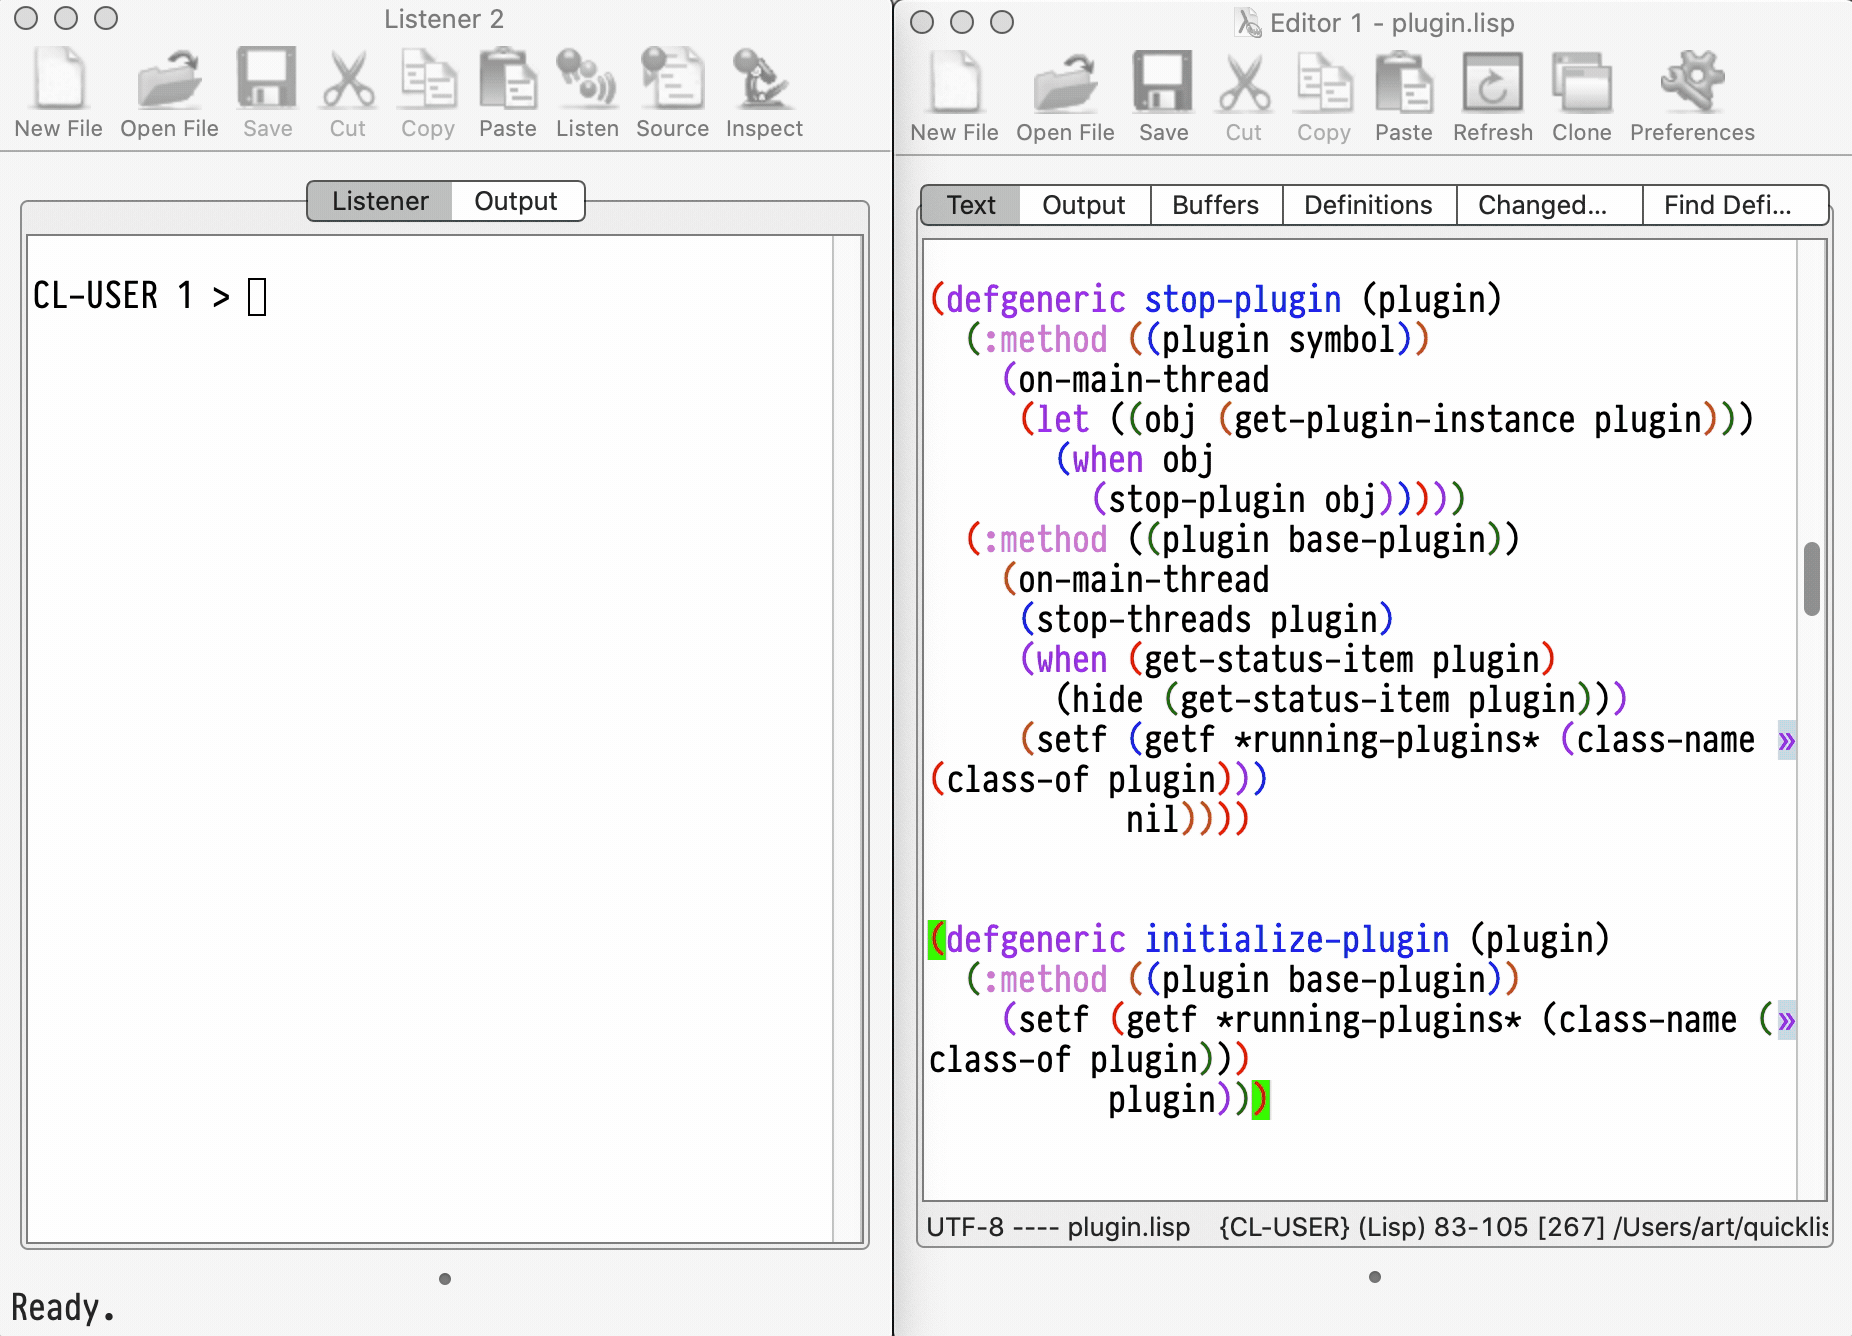 Listener 2
New File Open File Save Cut Copy Paste Listen Source Inspect
Listener Output
CL-USER 1 >
Ready.
Editor 1 - plugin.lisp
New File Open File Save Cut Copy Paste Refresh Clone Preferences
Text Output Buffers Definitions Changed... Find Defi...
(defgeneric stop-plugin (plugin)
  (:method ((plugin symbol))
    (on-main-thread
     (let ((obj (get-plugin-instance plugin)))
       (when obj
         (stop-plugin obj)))))
  (:method ((plugin base-plugin))
    (on-main-thread
     (stop-threads plugin)
     (when (get-status-item plugin)
       (hide (get-status-item plugin)))
     (setf (getf *running-plugins* (class-name »
(class-of plugin)))
           nil))))
(defgeneric initialize-plugin (plugin)
  (:method ((plugin base-plugin))
    (setf (getf *running-plugins* (class-name (»
class-of plugin)))
          plugin)))
UTF-8 ---- plugin.lisp {CL-USER} (Lisp) 83-105 [267] /Users/art/quicklis